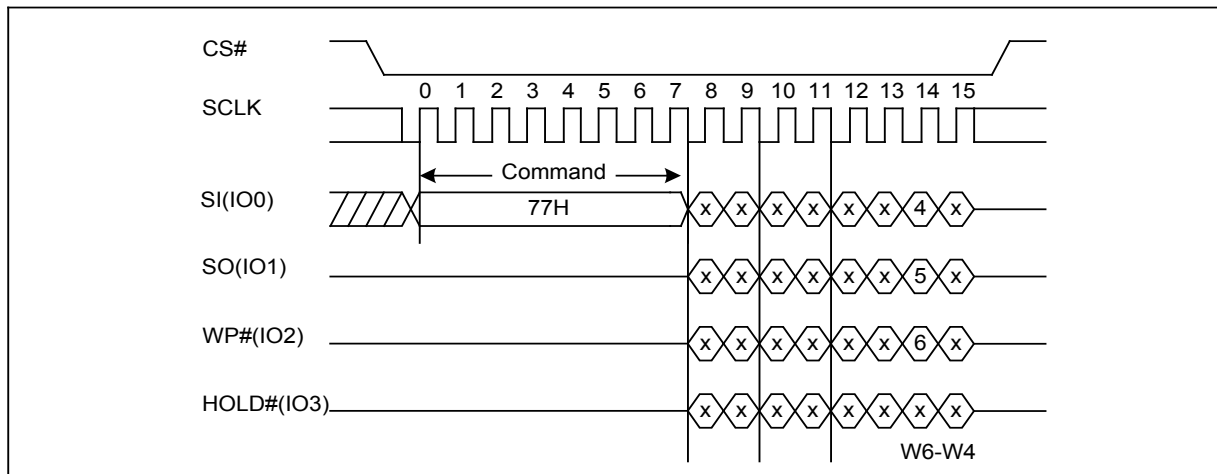 CS#
0 1 2 3 4 5 6 7 8 9 10 11 12 13 14 15
SCLK
Command
SI(IO0) 77H x x x x x x 4 x
SO(IO1) x x x x x x 5 x
WP#(IO2) x x x x x x 6 x
HOLD#(IO3) x x x x x x x x
W6-W4